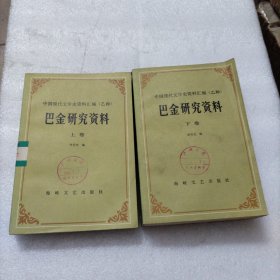 中国现代文学史资料汇编（乙种）
巴金研究资料
上卷
海峡文艺出版社
中国现代文学史资料汇编（乙种）
巴金研究资料
下卷
海峡文艺出版社